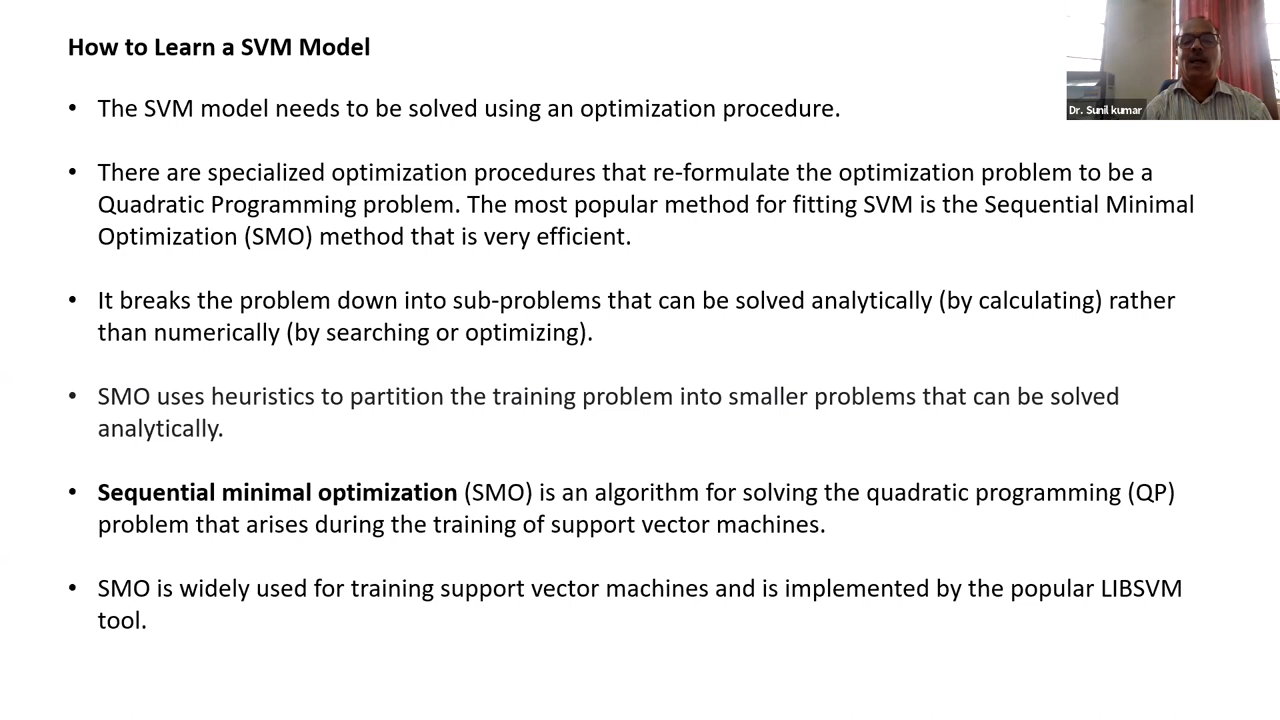 How to Learn a SVM Model
Dr. Sunil kumar
• The SVM model needs to be solved using an optimization procedure.
• There are specialized optimization procedures that re-formulate the optimization problem to be a
Quadratic Programming problem. The most popular method for fitting SVM is the Sequential Minimal
Optimization (SMO) method that is very efficient.
• It breaks the problem down into sub-problems that can be solved analytically (by calculating) rather
than numerically (by searching or optimizing).
• SMO uses heuristics to partition the training problem into smaller problems that can be solved
analytically.
• Sequential minimal optimization (SMO) is an algorithm for solving the quadratic programming (QP)
problem that arises during the training of support vector machines.
• SMO is widely used for training support vector machines and is implemented by the popular LIBSVM
tool.